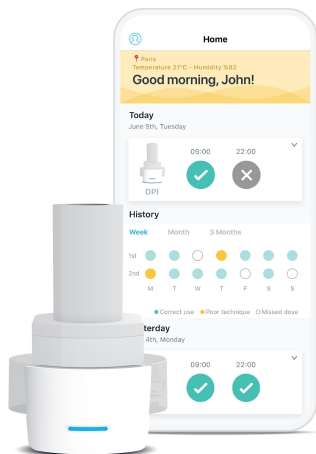 Home
Paris
Temperature 21°C - Humidity %82
Good morning, John!
Today
June 5th, Tuesday
09:00 22:00
DPI
History
Week Month 3 Months
1st
2nd
M T W T F S S
Correct use Poor technique Missed dose
terday
4th, Monday
09:00 22:00